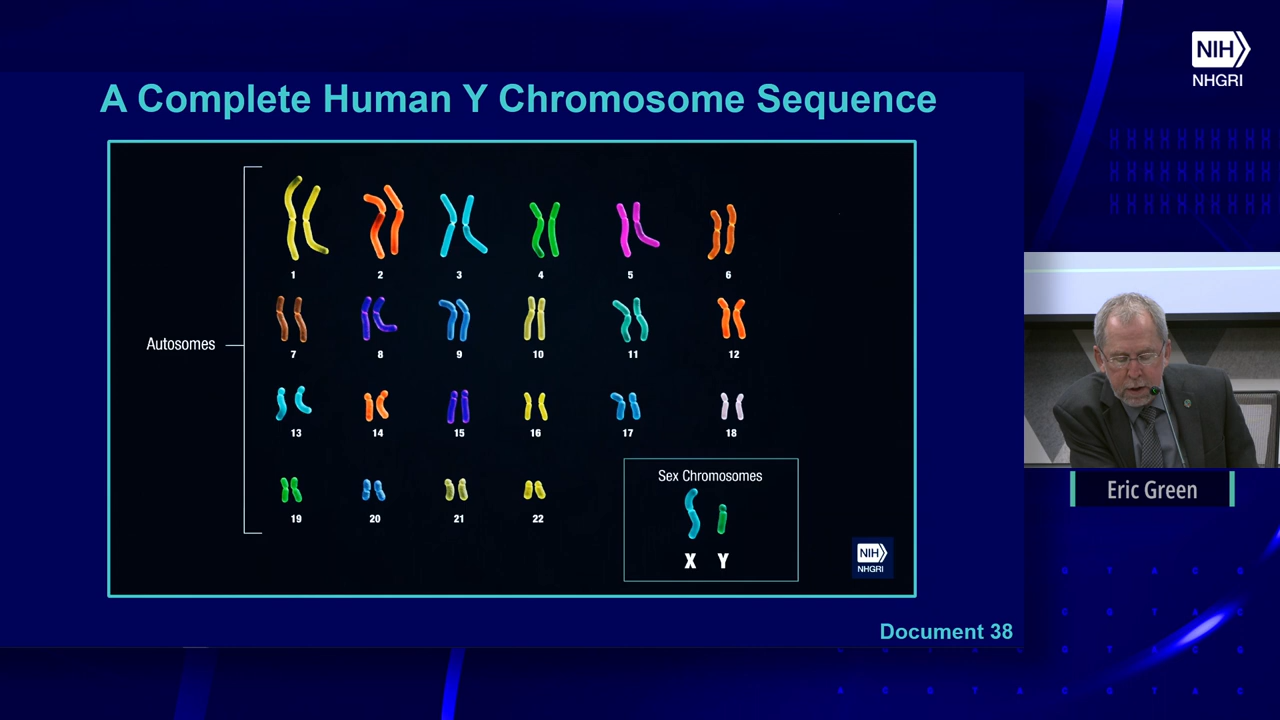 NIH
NHGRI
A Complete Human Y Chromosome Sequence
Autosomes
1 2 3 4 5 6
7 8 9 10 11 12
13 14 15 16 17 18
Sex Chromosomes
19 20 21 22
X Y
NIH
NHGRI
Document 38
Eric Green